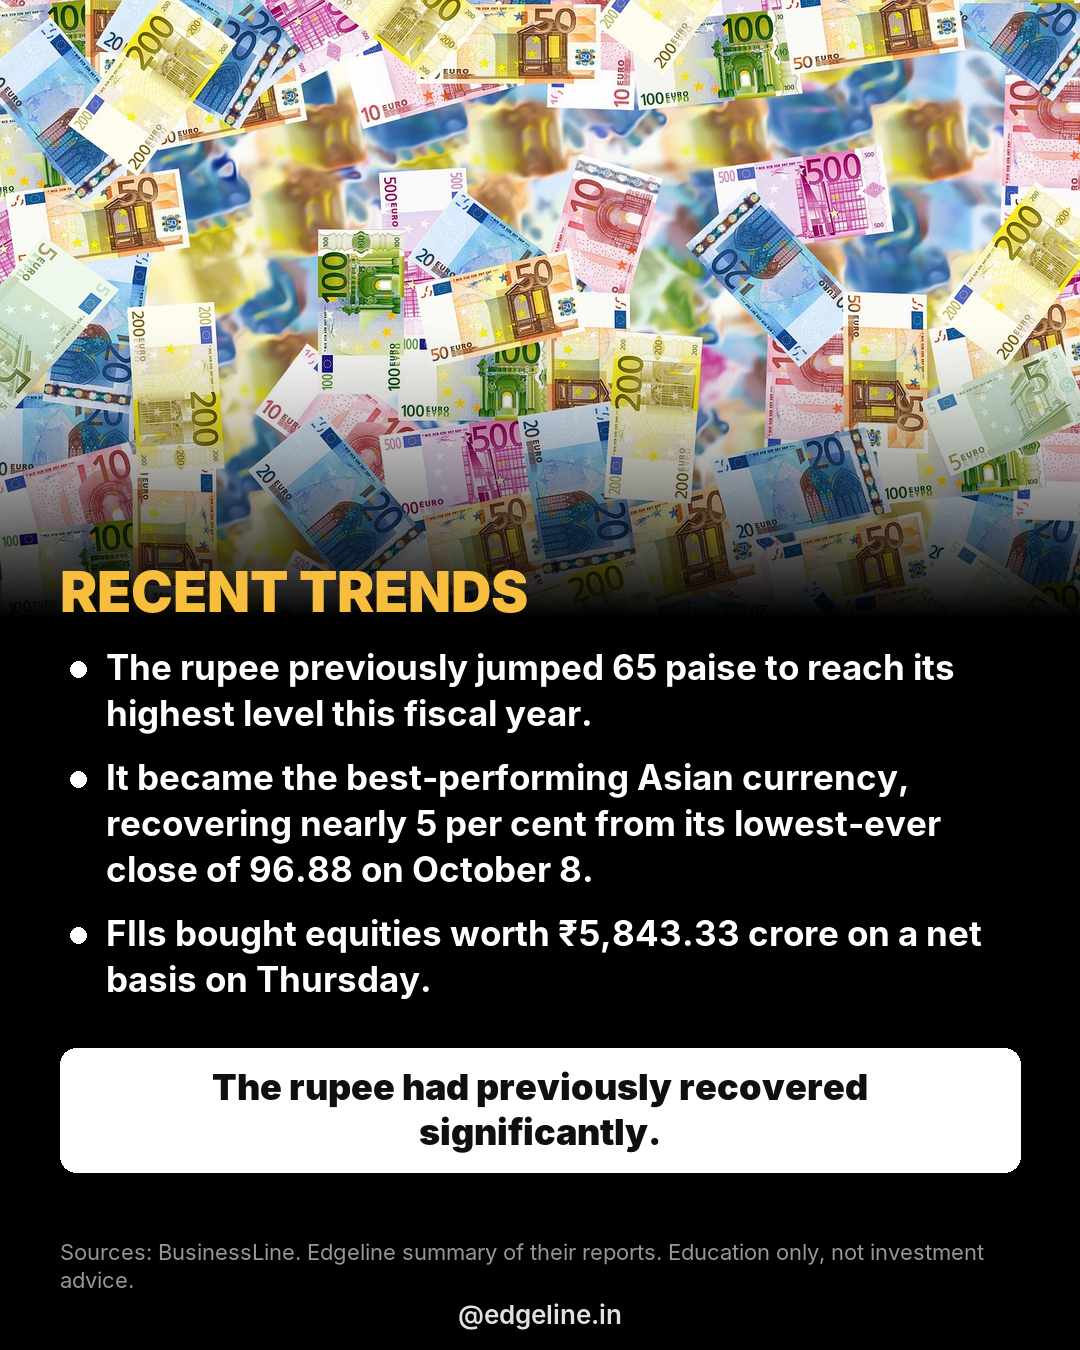 RECENT TRENDS
The rupee previously jumped 65 paise to reach its
highest level this fiscal year.
It became the best-performing Asian currency,
recovering nearly 5 per cent from its lowest-ever
close of 96.88 on October 8.
FIIs bought equities worth ₹5,843.33 crore on a net
basis on Thursday.
The rupee had previously recovered
significantly.
Sources: BusinessLine. Edgeline summary of their reports. Education only, not investment
advice.
@edgeline.in